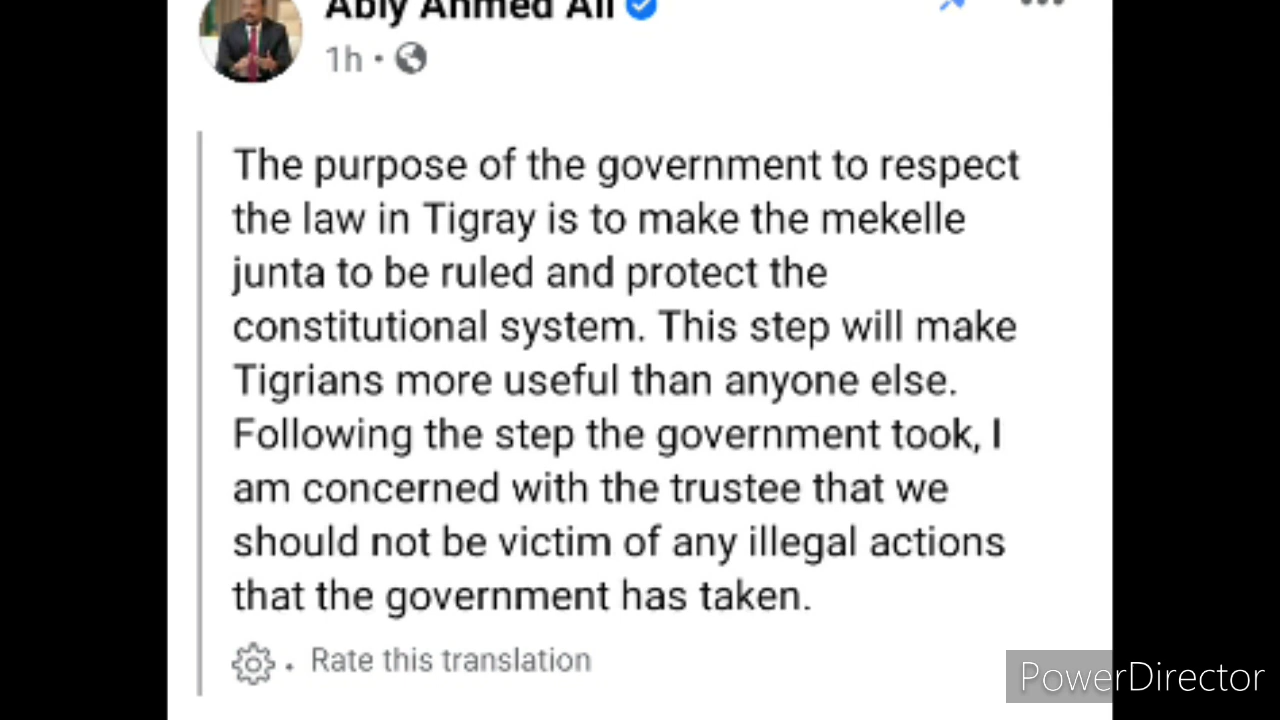 Abiy Ahmed Ali
1h •
The purpose of the government to respect
the law in Tigray is to make the mekelle
junta to be ruled and protect the
constitutional system. This step will make
Tigrians more useful than anyone else.
Following the step the government took, I
am concerned with the trustee that we
should not be victim of any illegal actions
that the government has taken.
. Rate this translation
PowerDirector